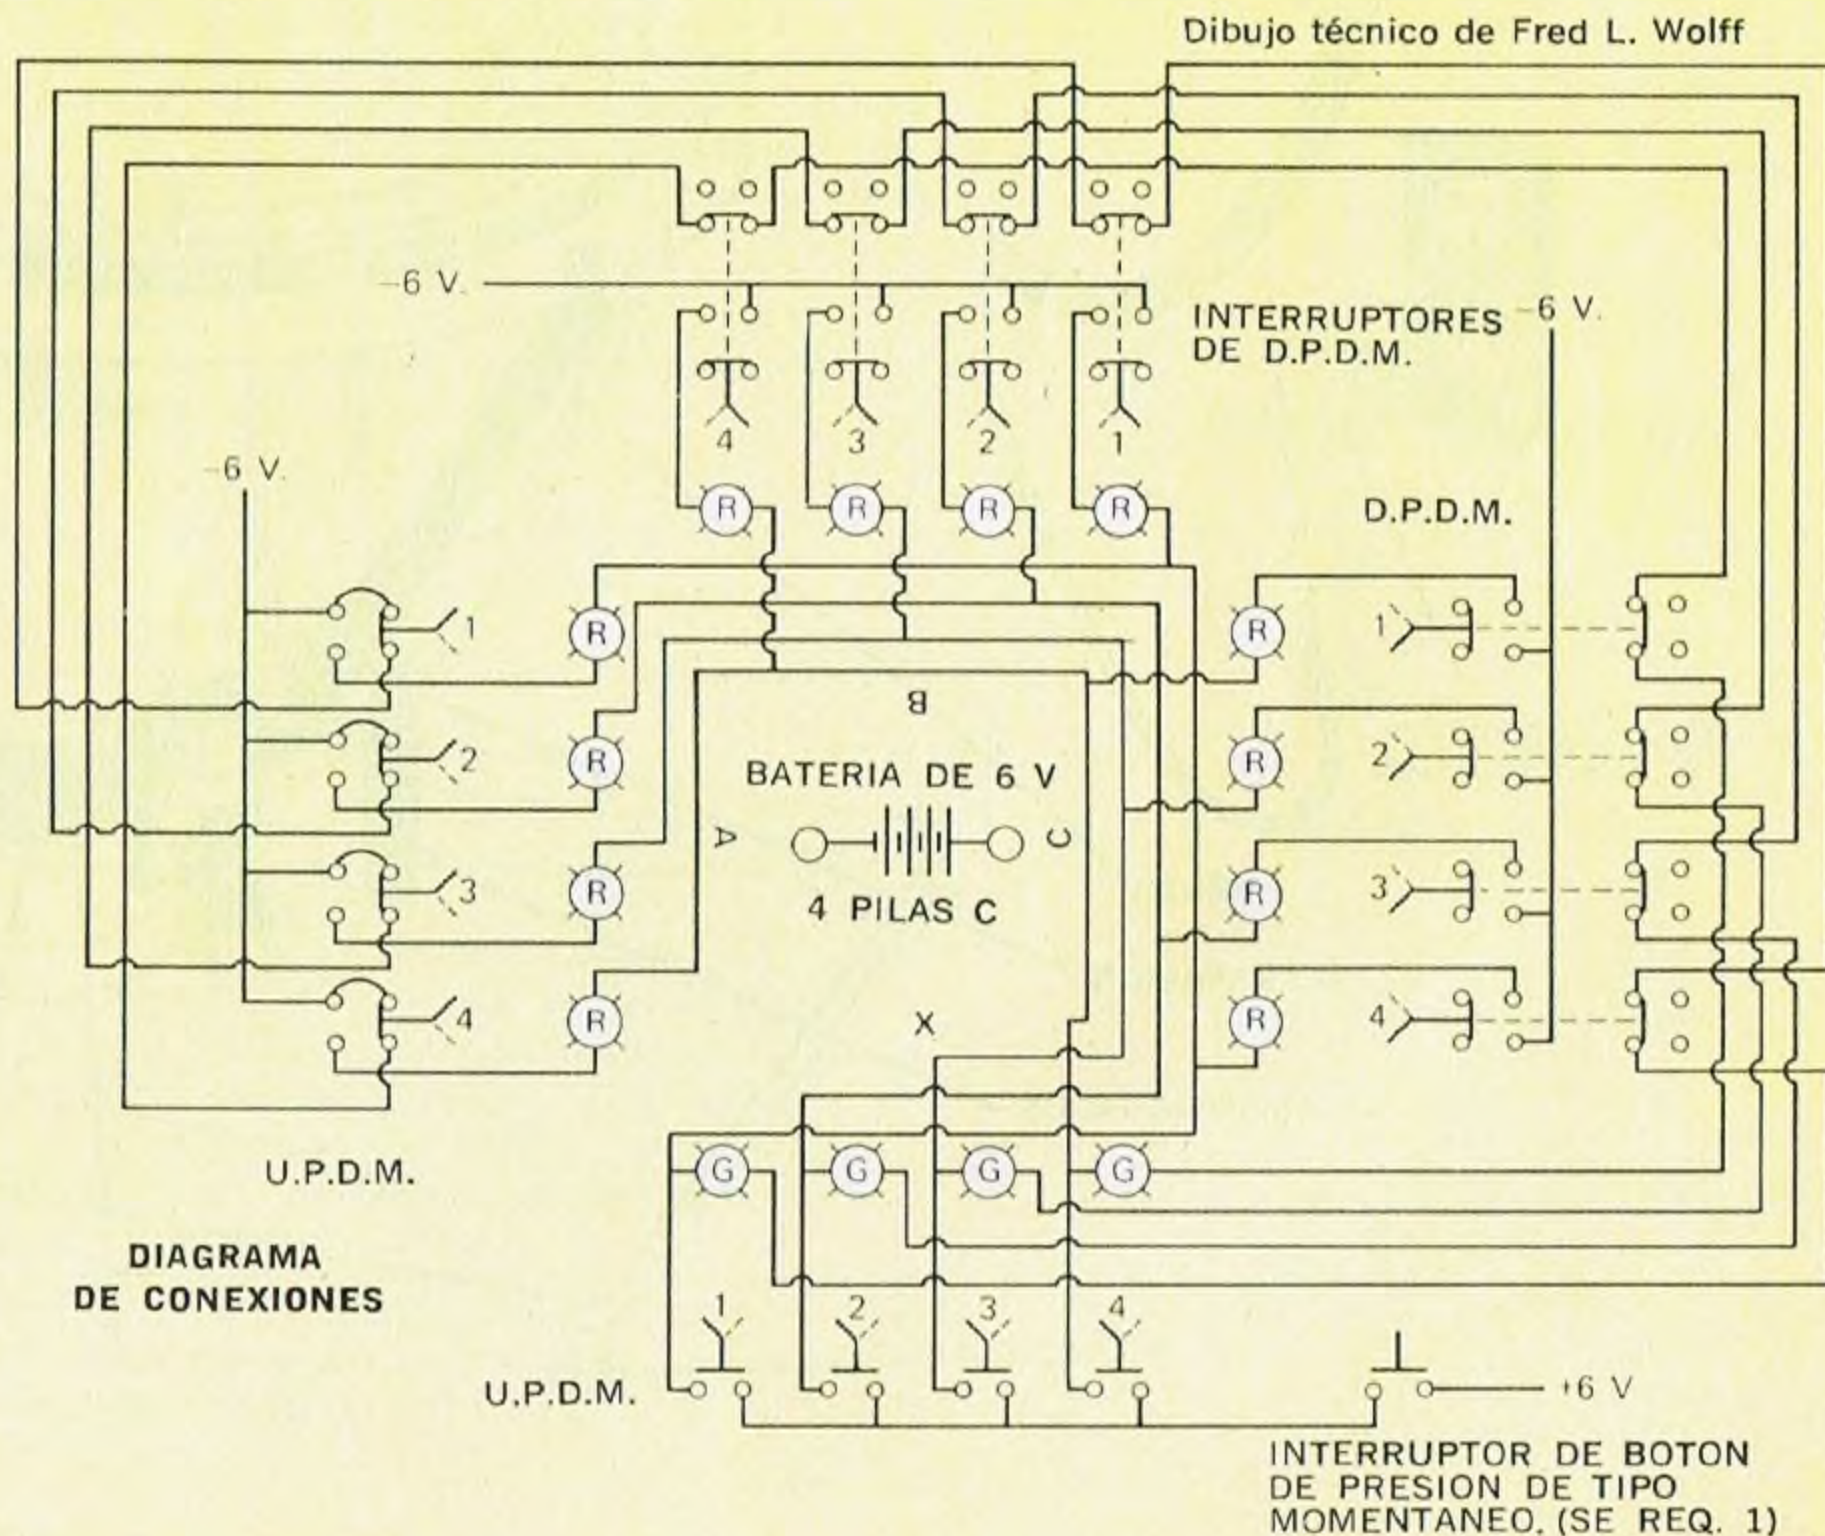 Dibujo técnico de Fred L. Wolff
-6 V.
INTERRUPTORES
DE D.P.D.M.
-6 V.
4 3 2 1
-6 V.
R R R R
D.P.D.M.
1 R R 1
B
2 R R 2
BATERIA DE 6 V
A C
3 R R 3
4 PILAS C
4 R X R 4
U.P.D.M.
G G G G
DIAGRAMA
DE CONEXIONES
1 2 3 4
U.P.D.M.
+6 V
INTERRUPTOR DE BOTON
DE PRESION DE TIPO
MOMENTANEO. (SE REQ. 1)